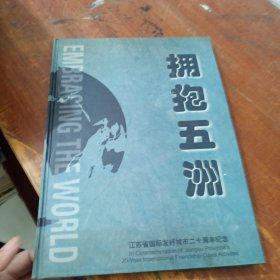 拥抱五洲
EMBRASING THE WORLD
江苏省国际友好城市二十周年纪念
In Commemoration of Jiangsu Province's
20-Year International Friendship Cities Activities